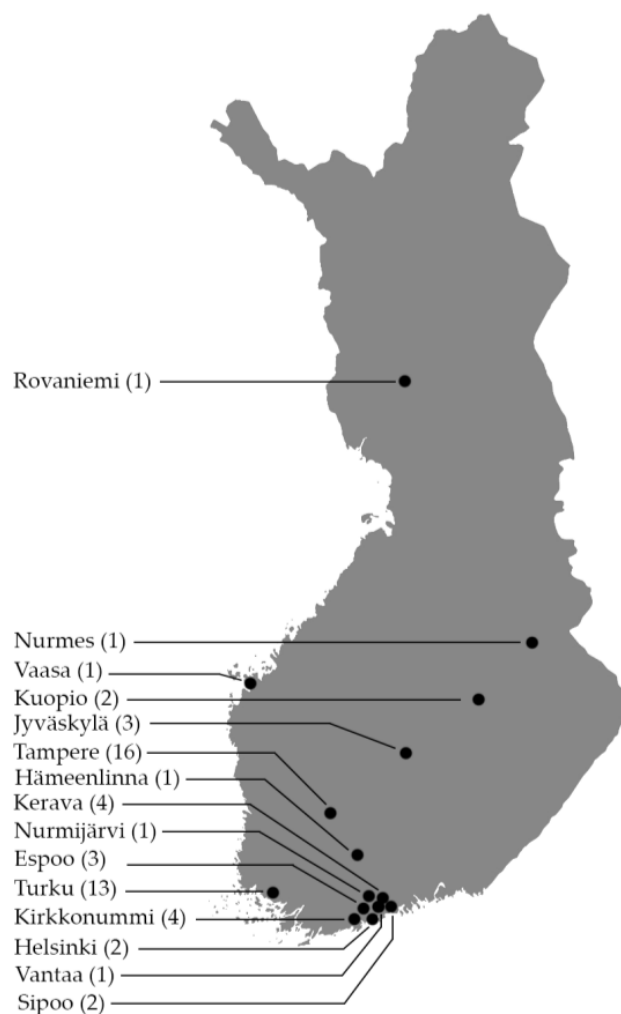 Rovaniemi (1)
Nurmes (1)
Vaasa (1)
Kuopio (2)
Jyväskylä (3)
Tampere (16)
Hämeenlinna (1)
Kerava (4)
Nurmijärvi (1)
Espoo (3)
Turku (13)
Kirkkonummi (4)
Helsinki (2)
Vantaa (1)
Sipoo (2)